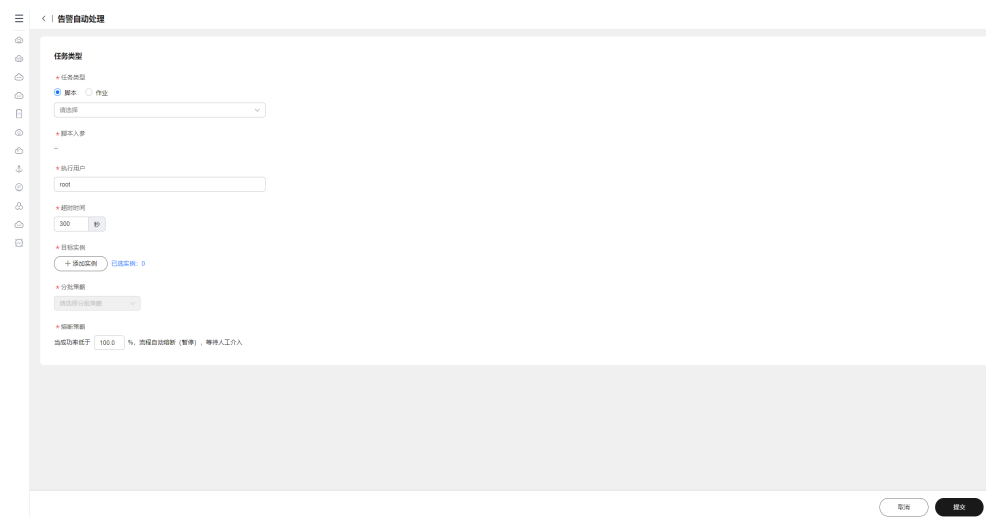 告警自动处理
任务类型
* 任务类型
脚本 作业
请选择
* 脚本入参
--
* 执行用户
root
* 超时时间
300 秒
* 目标实例
+ 添加实例 已选实例: 0
* 分批策略
请选择分批策略
* 熔断策略
当成功率低于 100.0 %, 流程自动熔断 (暂停) , 等待人工介入
取消 提交